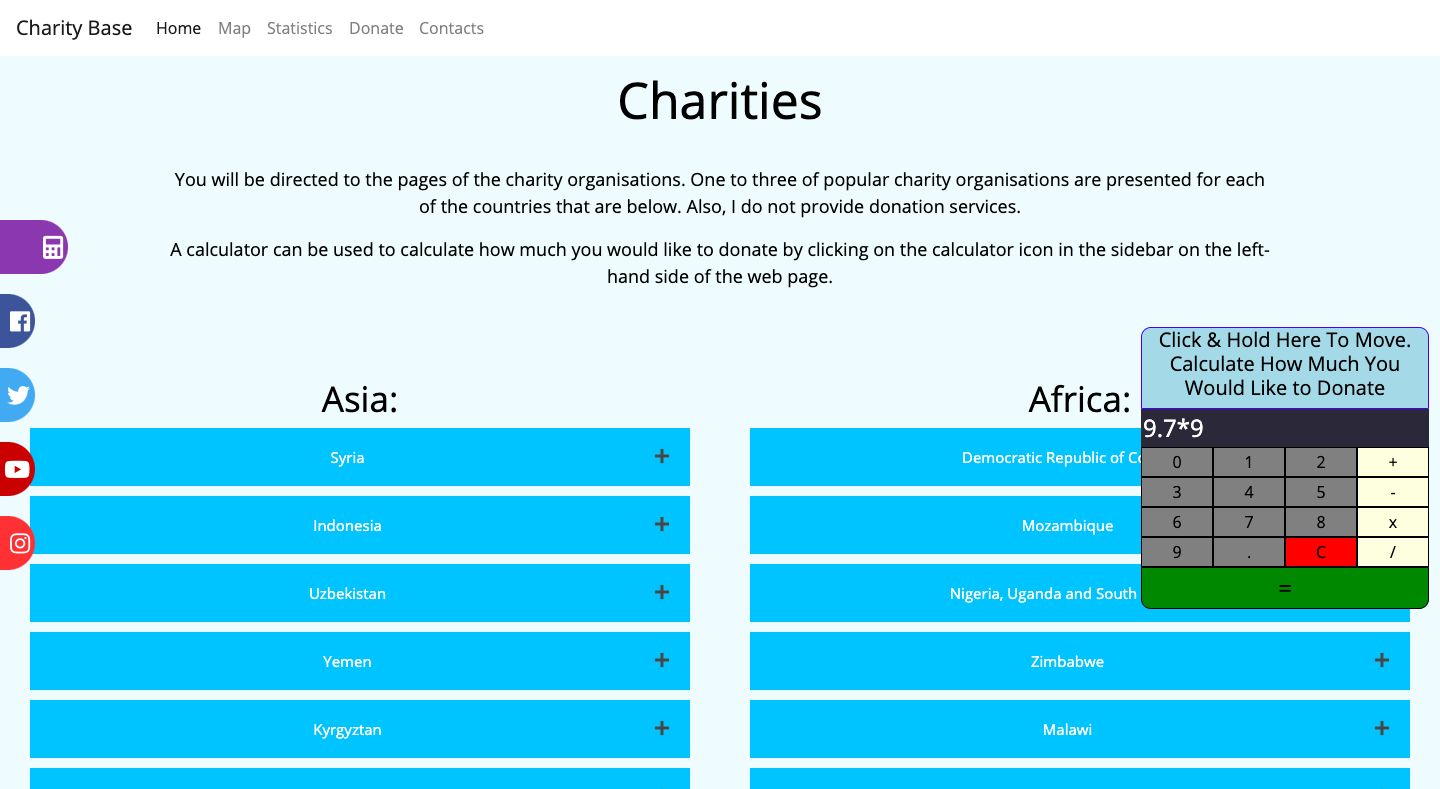 Charity Base Home Map Statistics Donate Contacts
Charities
You will be directed to the pages of the charity organisations. One to three of popular charity organisations are presented for each
of the countries that are below. Also, I do not provide donation services.
A calculator can be used to calculate how much you would like to donate by clicking on the calculator icon in the sidebar on the left-
hand side of the web page.
Asia:
Syria
Indonesia
Uzbekistan
Yemen
Kyrgyztan
Africa:
Democratic Republic of
Mozambique
Nigeria, Uganda and South
Zimbabwe
Malawi
Click & Hold Here To Move.
Calculate How Much You
Would Like to Donate
9.7*9
0 1 2 +
3 4 5 -
6 7 8 x
9 . C /
=